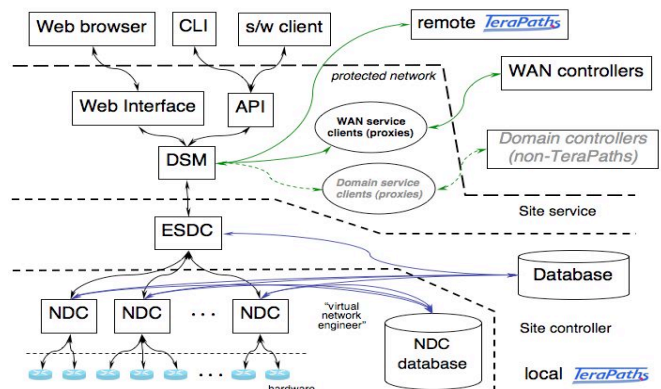 Web browser
CLI
s/w client
remote TeraPaths
protected network
WAN controllers
Web Interface
API
WAN service
clients (proxies)
Domain controllers
(non-TeraPaths)
DSM
Domain service
clients (proxies)
Site service
ESDC
Database
NDC
NDC
...
NDC
"virtual
network
engineer"
NDC
database
Site controller
...
hardware
local TeraPaths